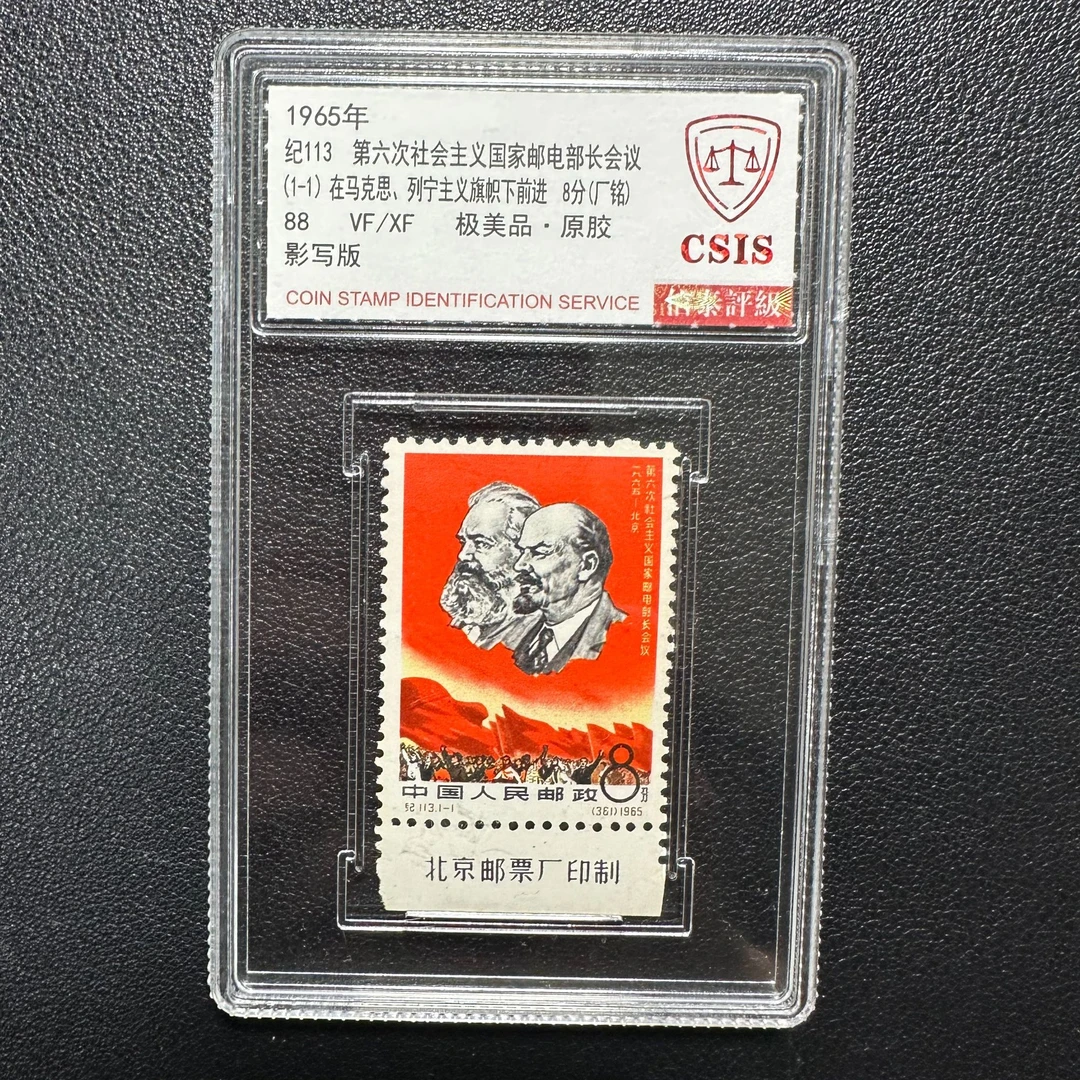 1965年
纪113 第六次社会主义国家邮电部长会议
(1-1) 在马克思、列宁主义旗帜下前进 8分(厂铭)
88 VF/XF 极美品·原胶
影写版
COIN STAMP IDENTIFICATION SERVICE
CSIS
信泰評級
第六次社会主义国家邮电部长会议
一九六五—北京
中国人民邮政
8分
纪113.1-1
(361)1965
北京邮票厂印制